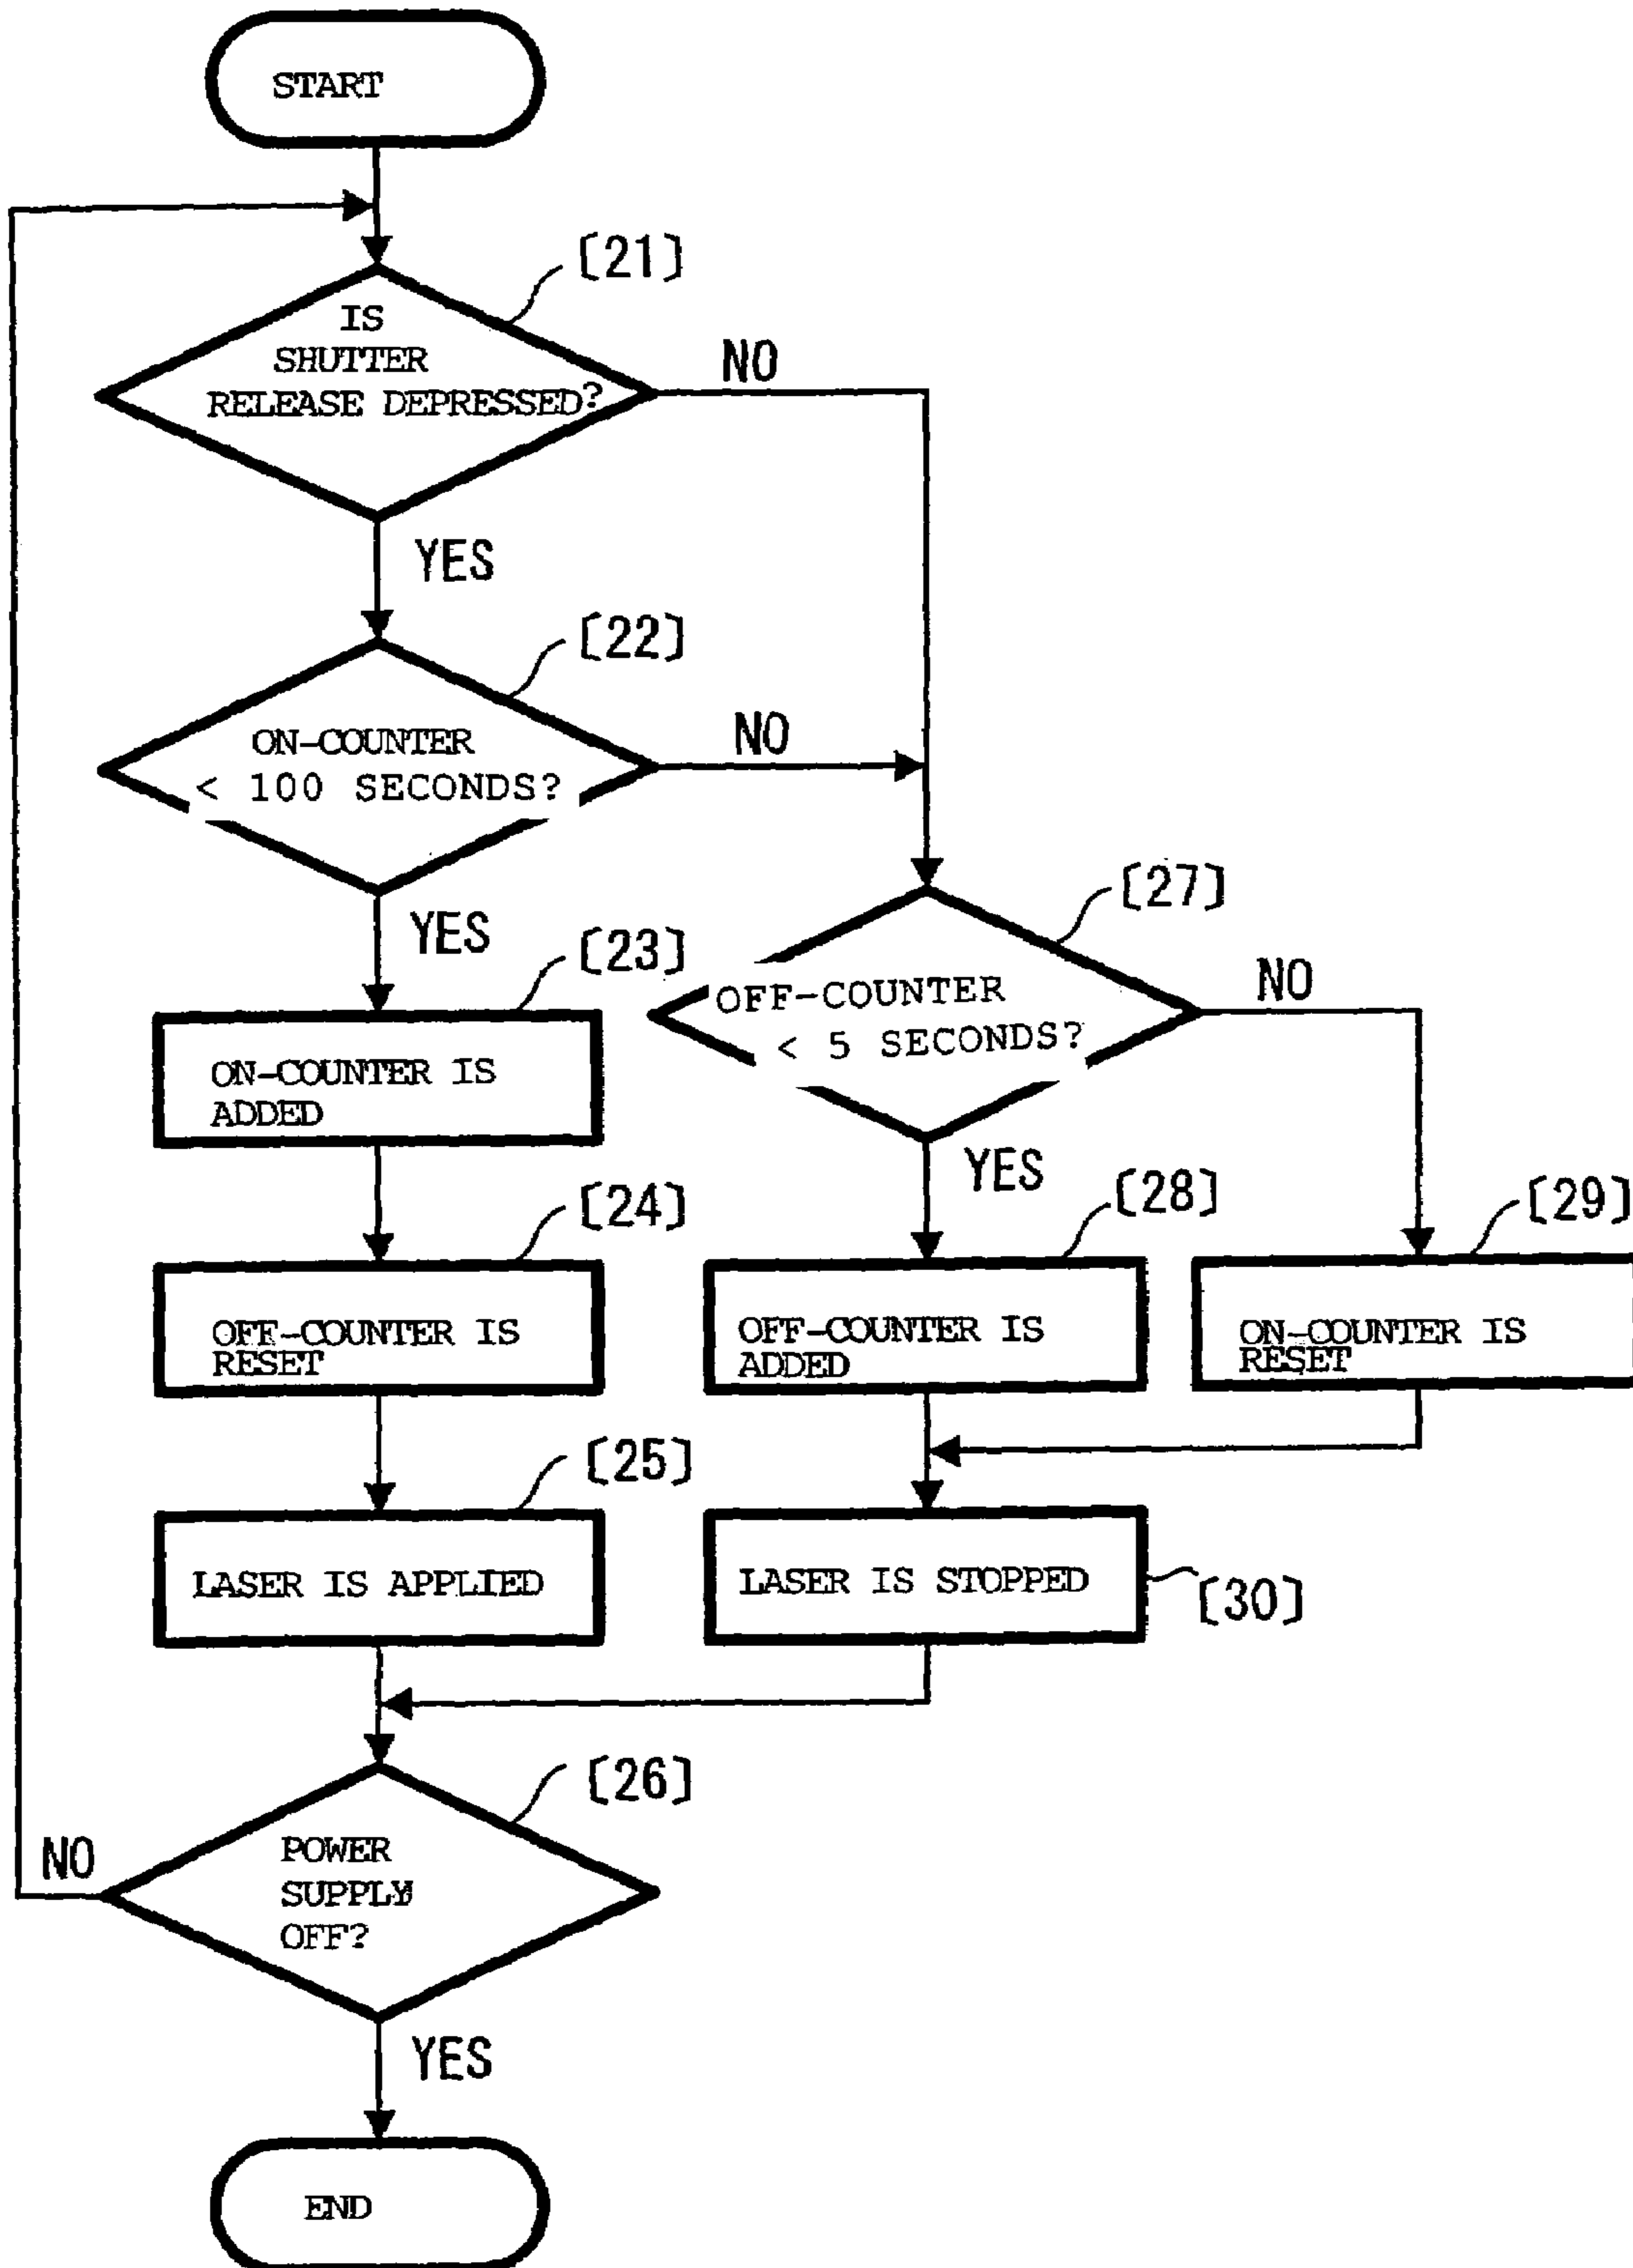 START
[21]
IS
SHUTTER
RELEASE DEPRESSED?
NO
YES
[22]
ON-COUNTER
< 100 SECONDS?
NO
YES
[27]
OFF-COUNTER
< 5 SECONDS?
NO
YES
[23]
ON-COUNTER IS
ADDED
[24]
OFF-COUNTER IS
RESET
[28]
OFF-COUNTER IS
ADDED
[29]
ON-COUNTER IS
RESET
[25]
LASER IS APPLIED
LASER IS STOPPED
[30]
[26]
POWER
SUPPLY
OFF?
NO
YES
END